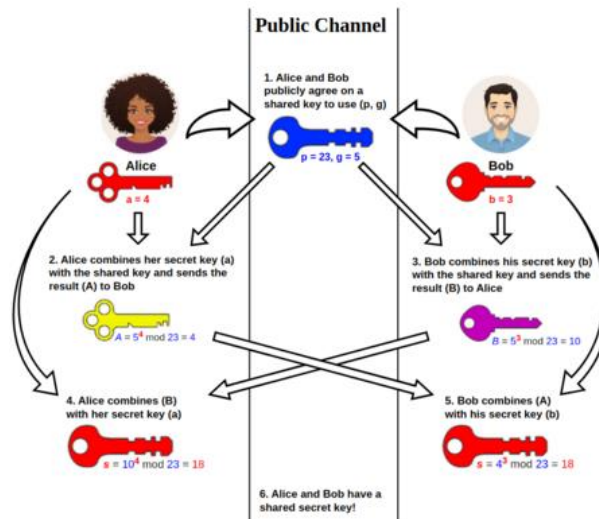 Public Channel
1. Alice and Bob
publicly agree on a
shared key to use (p, g)
p = 23, g = 5
Alice
a = 4
Bob
b = 3
2. Alice combines her secret key (a)
with the shared key and sends the
result (A) to Bob
A = 5⁴ mod 23 = 4
3. Bob combines his secret key (b)
with the shared key and sends the
result (B) to Alice
B = 5³ mod 23 = 10
4. Alice combines (B)
with her secret key (a)
s = 10⁴ mod 23 = 18
5. Bob combines (A)
with his secret key (b)
s = 4³ mod 23 = 18
6. Alice and Bob have a
shared secret key!